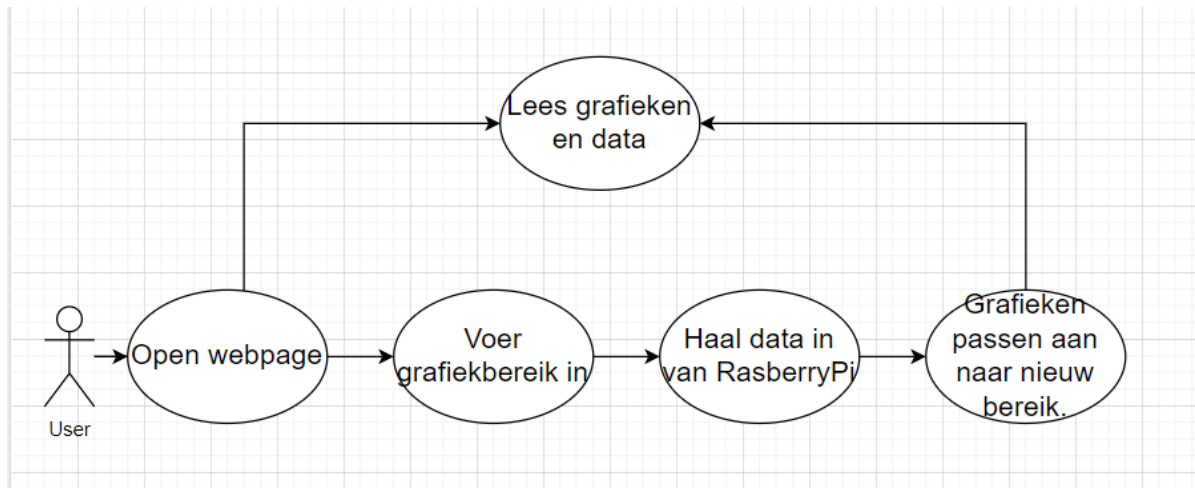 Lees grafieken
en data
User
Open webpage
Voer
grafiekbereik in
Haal data in
van RasberryPi
Grafieken
passen aan
naar nieuw
bereik.